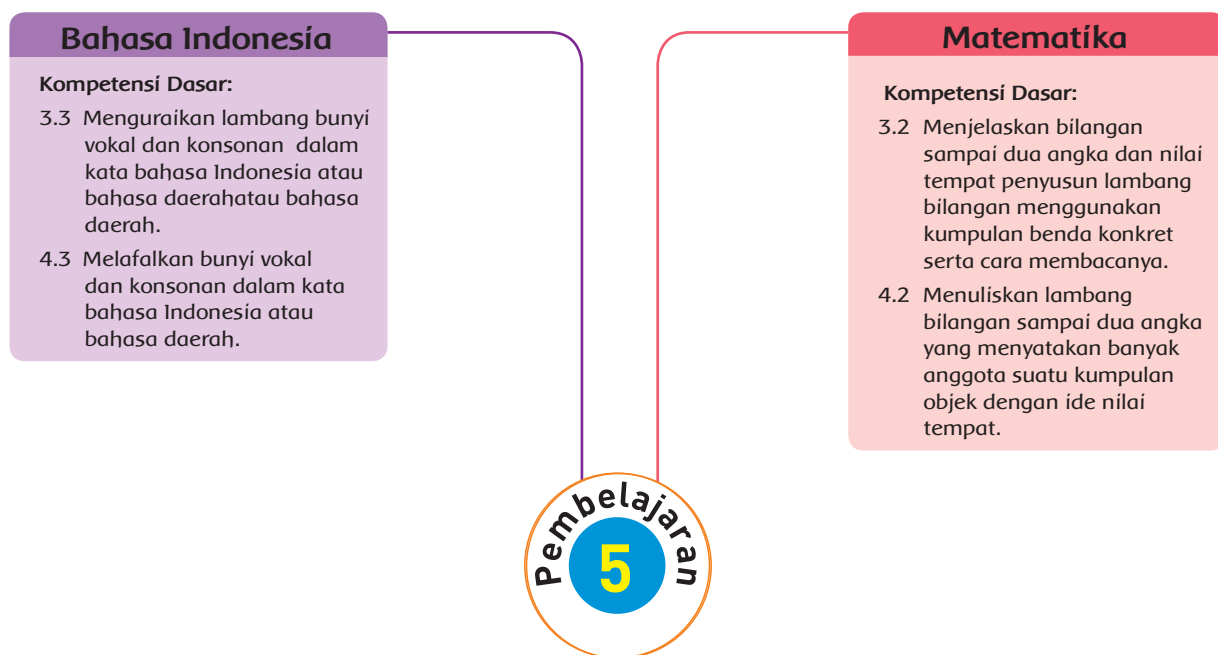 Bahasa Indonesia
Kompetensi Dasar:
3.3 Menguraikan lambang bunyi
vokal dan konsonan dalam
kata bahasa Indonesia atau
bahasa daerahatau bahasa
daerah.
4.3 Melafalkan bunyi vokal
dan konsonan dalam kata
bahasa Indonesia atau
bahasa daerah.
Matematika
Kompetensi Dasar:
3.2 Menjelaskan bilangan
sampai dua angka dan nilai
tempat penyusun lambang
bilangan menggunakan
kumpulan benda konkret
serta cara membacanya.
4.2 Menuliskan lambang
bilangan sampai dua angka
yang menyatakan banyak
anggota suatu kumpulan
objek dengan ide nilai
tempat.
Pembelajaran
5